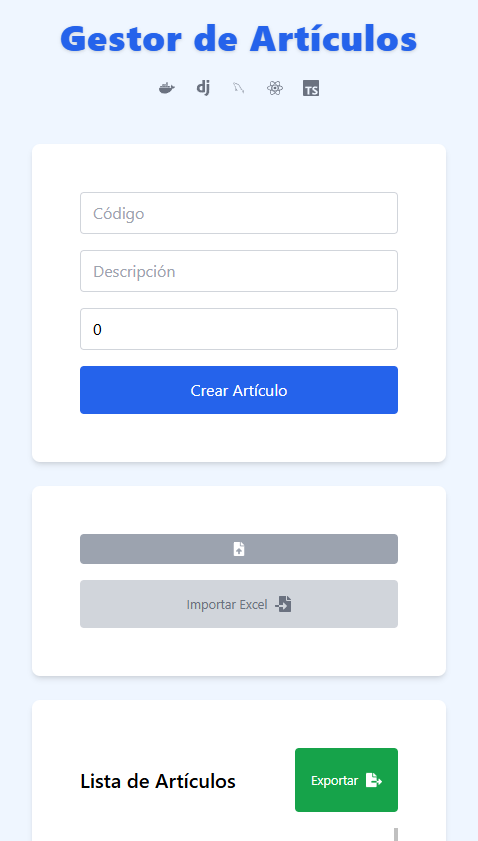 Gestor de Artículos
dj
TS
Código
Descripción
0
Crear Artículo
Importar Excel
Lista de Artículos
Exportar